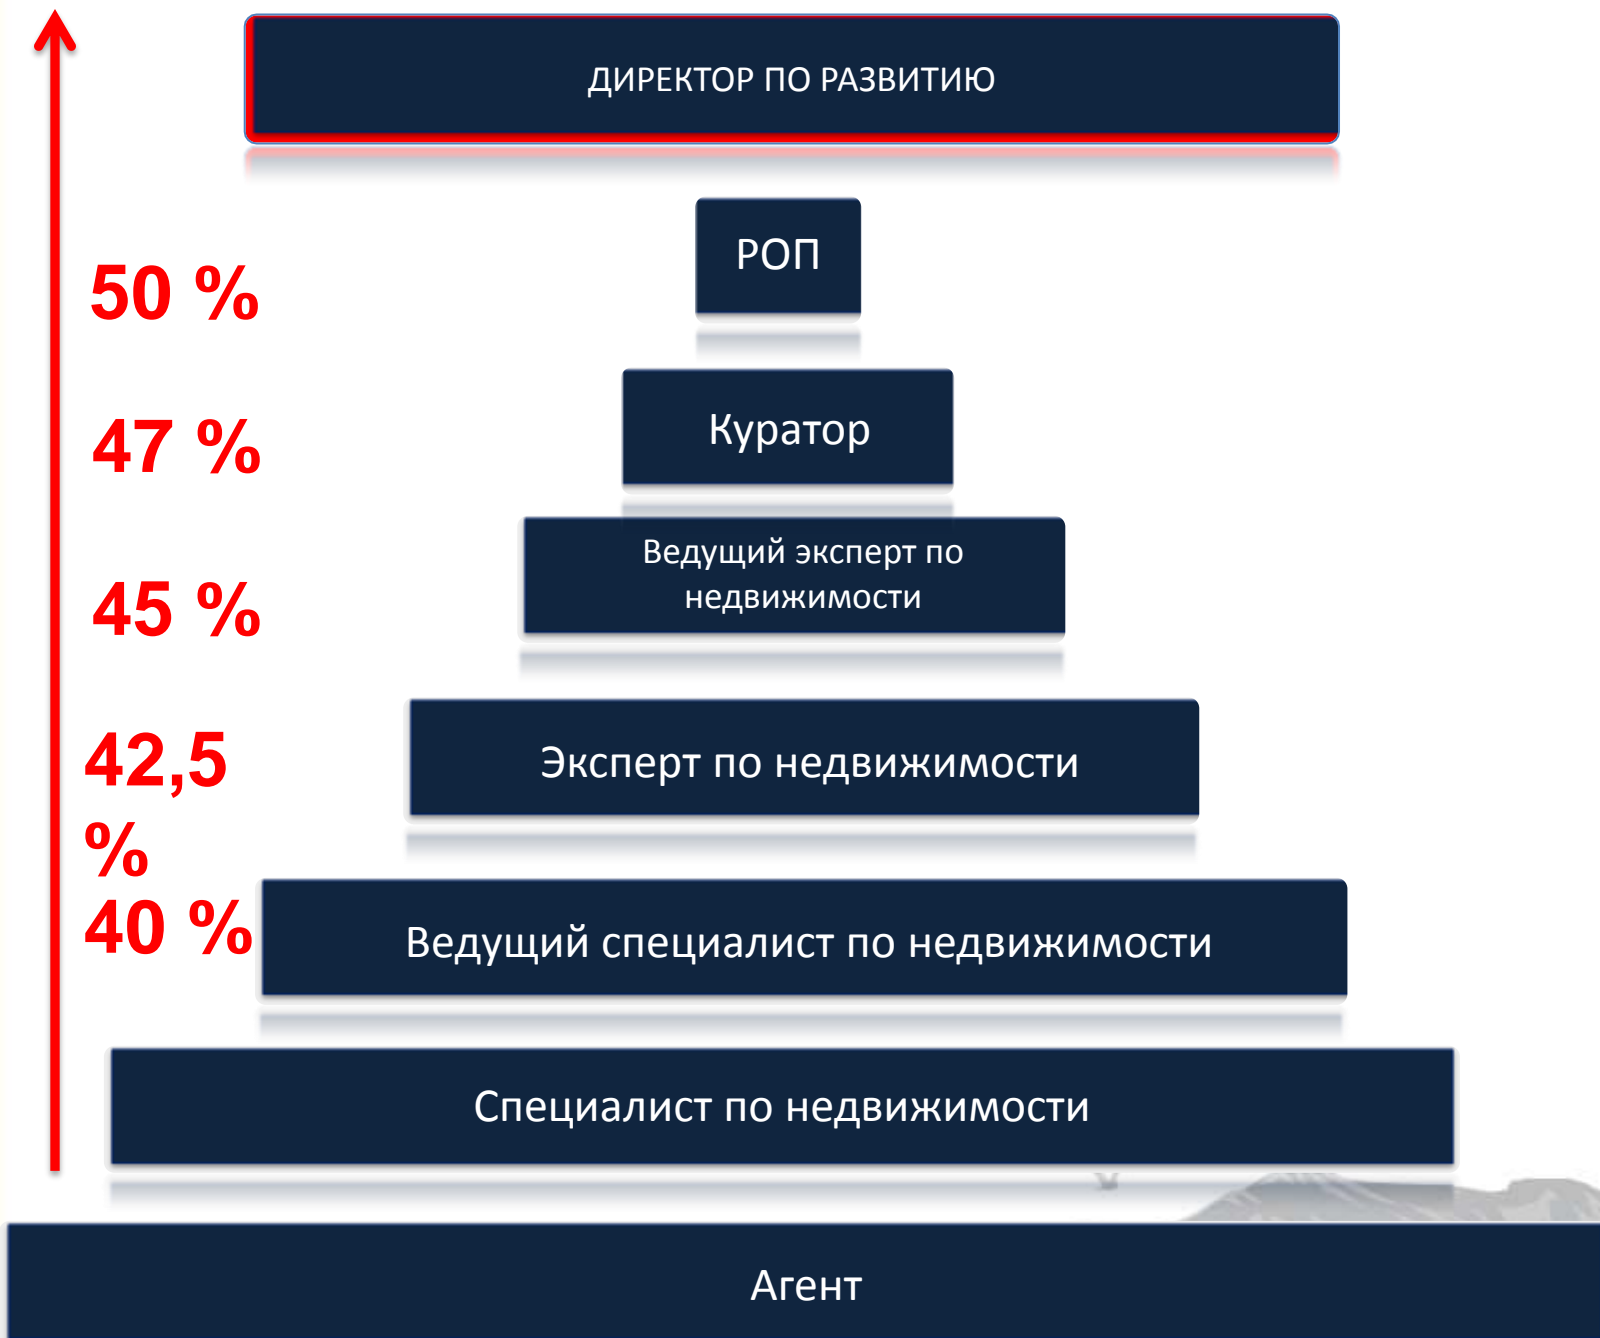 ДИРЕКТОР ПО РАЗВИТИЮ
РОП
50 %
Куратор
47 %
Ведущий эксперт по
недвижимости
45 %
Эксперт по недвижимости
42,5
%
40 %
Ведущий специалист по недвижимости
Специалист по недвижимости
Агент